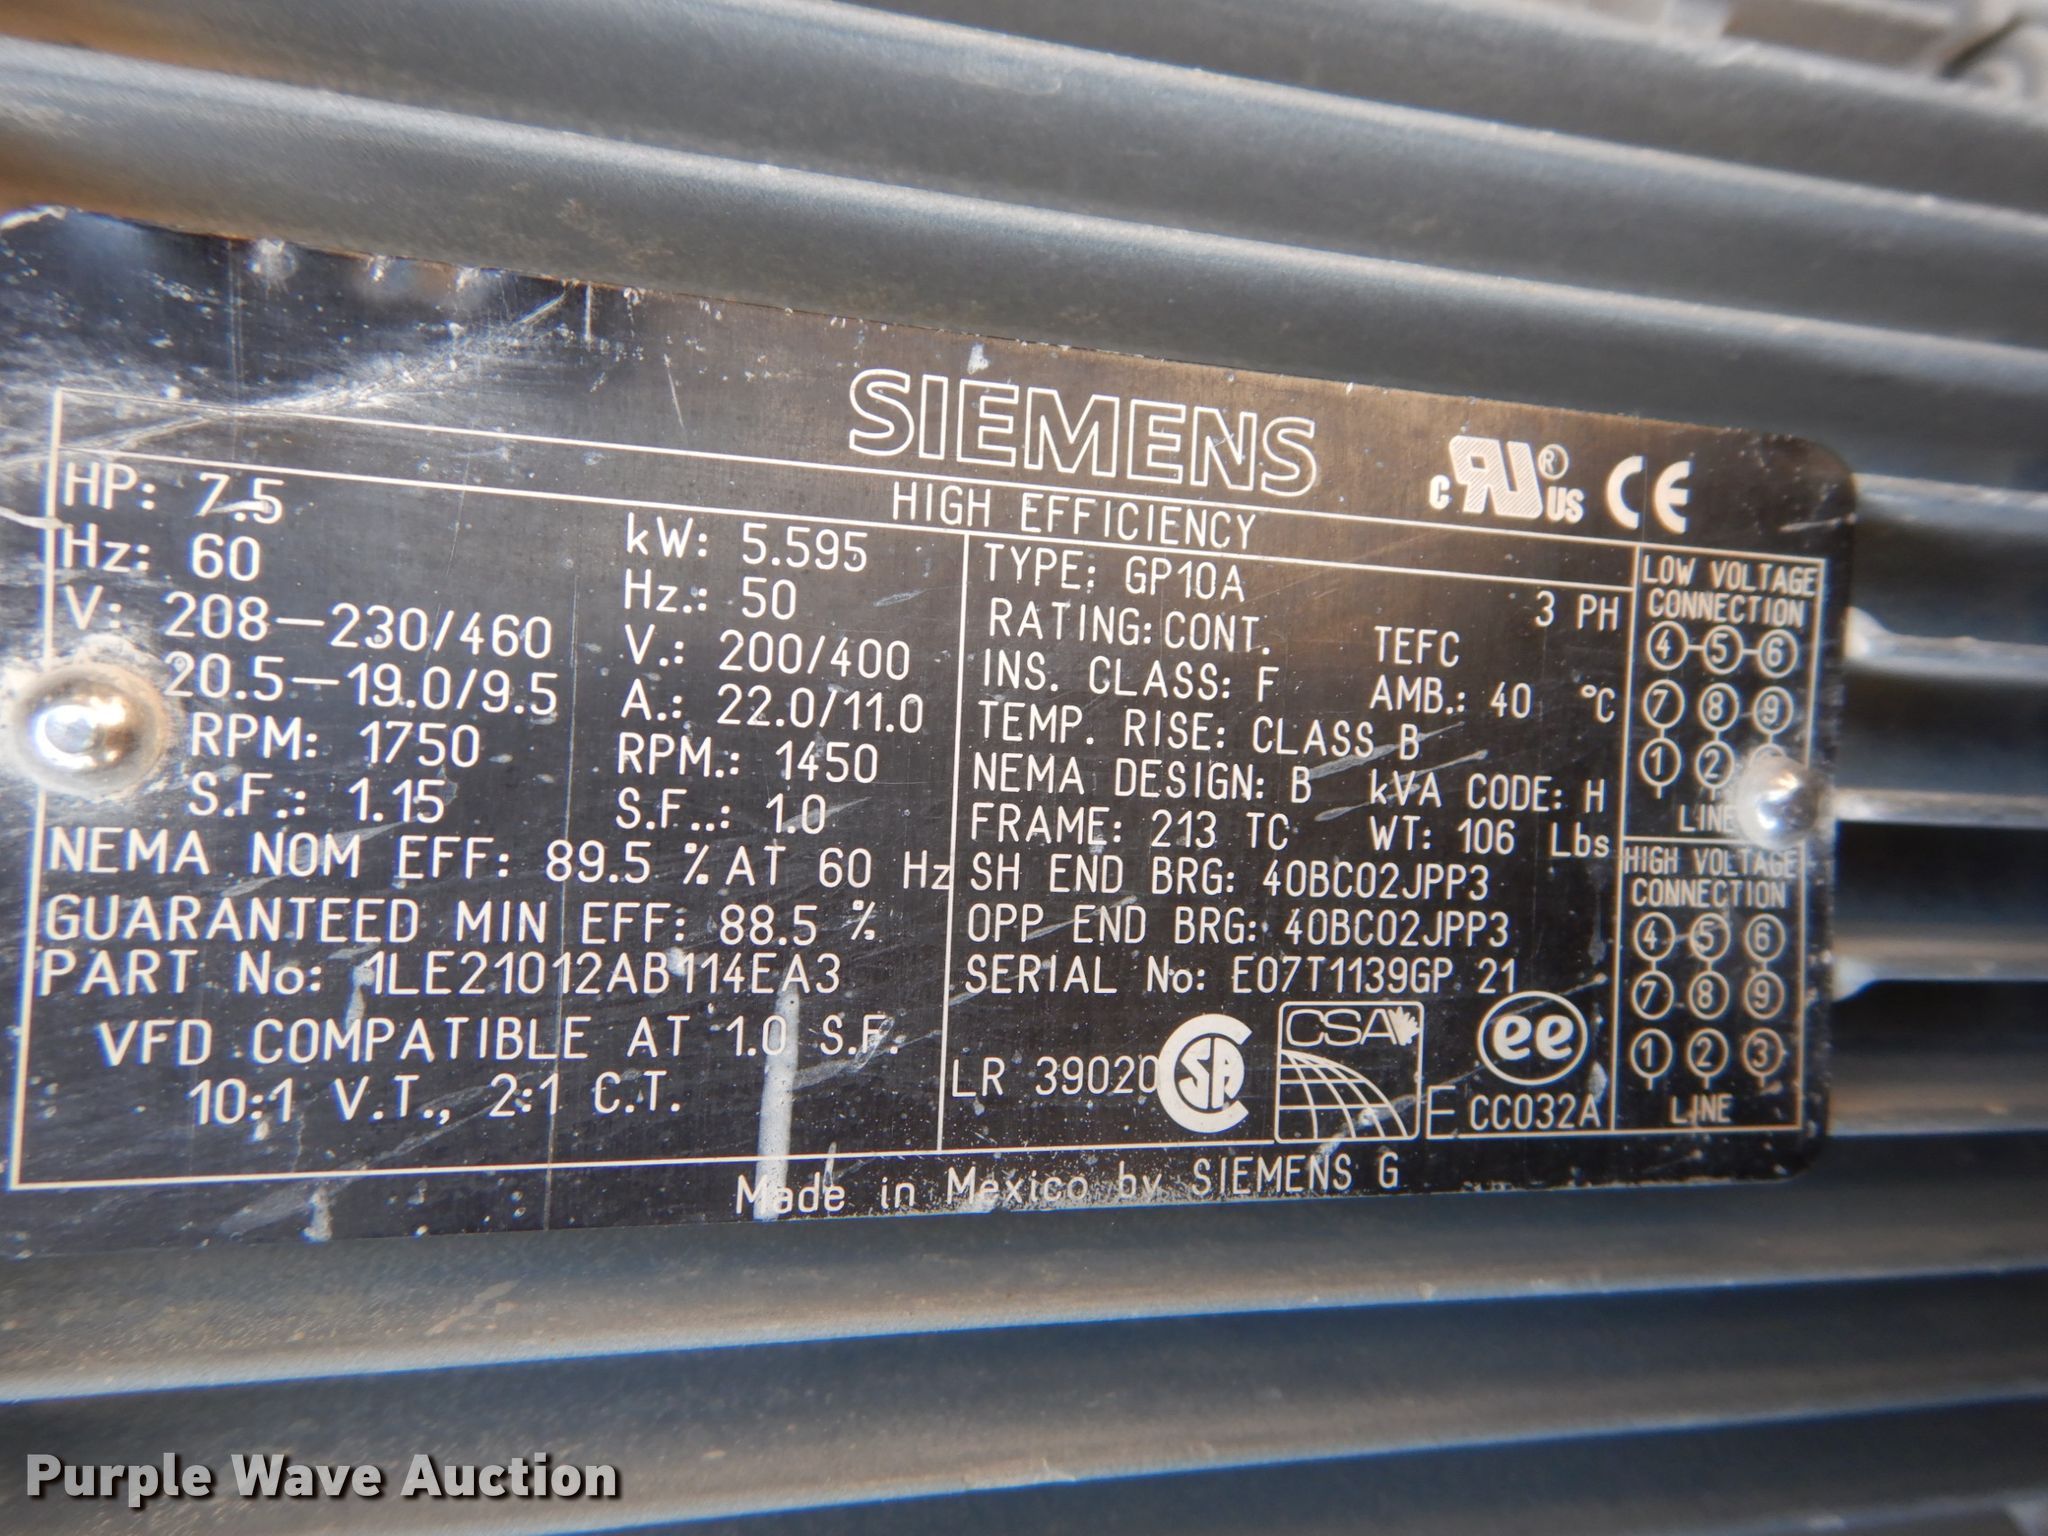 SIEMENS
c RU ® US CE
HIGH EFFICIENCY
HP: 7.5
Hz: 60
V: 208-230/460
20.5-19.0/9.5
RPM: 1750
S.F.: 1.15
kW: 5.595
Hz.: 50
V.: 200/400
A.: 22.0/11.0
RPM.: 1450
S.F..: 1.0
NEMA NOM EFF: 89.5 % AT 60 Hz
GUARANTEED MIN EFF: 88.5 %
PART No: 1LE21012AB114EA3
VFD COMPATIBLE AT 1.0 S.F.
10:1 V.T., 2:1 C.T.
TYPE: GP10A 3 PH
RATING: CONT. TEFC
INS. CLASS: F AMB.: 40 °C
TEMP. RISE: CLASS B
NEMA DESIGN: B kVA CODE: H
FRAME: 213 TC WT: 106 Lbs
SH END BRG: 40BC02JPP3
OPP END BRG: 40BC02JPP3
SERIAL No: E07T1139GP 21
LR 39020 SA CSA ee
CC032A
LOW VOLTAGE
CONNECTION
4-5-6
7 8 9
1 2
LINE
HIGH VOLTAGE
CONNECTION
4 5 6
7 8 9
1 2 3
LINE
Made in Mexico by SIEMENS G
Purple Wave Auction